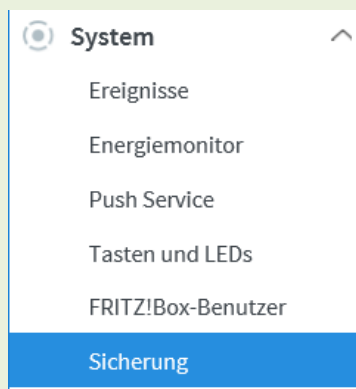 System
Ereignisse
Energiemonitor
Push Service
Tasten und LEDs
FRITZ!Box-Benutzer
Sicherung